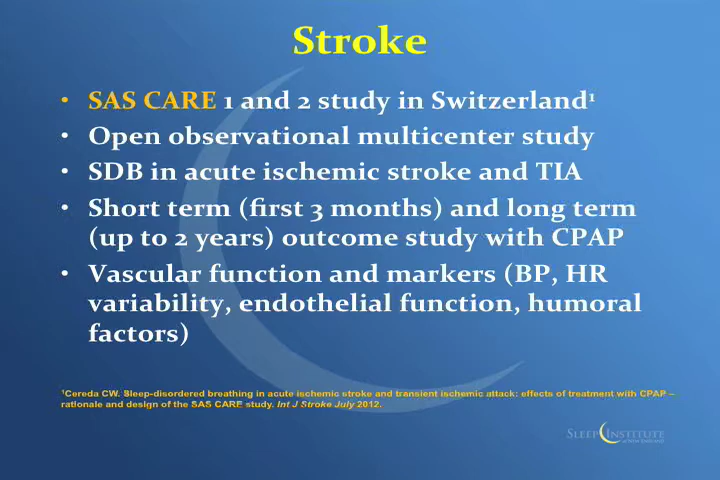 Stroke
• SAS CARE 1 and 2 study in Switzerland¹
• Open observational multicenter study
• SDB in acute ischemic stroke and TIA
• Short term (first 3 months) and long term
(up to 2 years) outcome study with CPAP
• Vascular function and markers (BP, HR
variability, endothelial function, humoral
factors)
¹Cereda CW. Sleep-disordered breathing in acute ischemic stroke and transient ischemic attack: effects of treatment with CPAP –
rationale and design of the SAS CARE study. Int J Stroke July 2012.
SLEEP INSTITUTE
of NEW ENGLAND